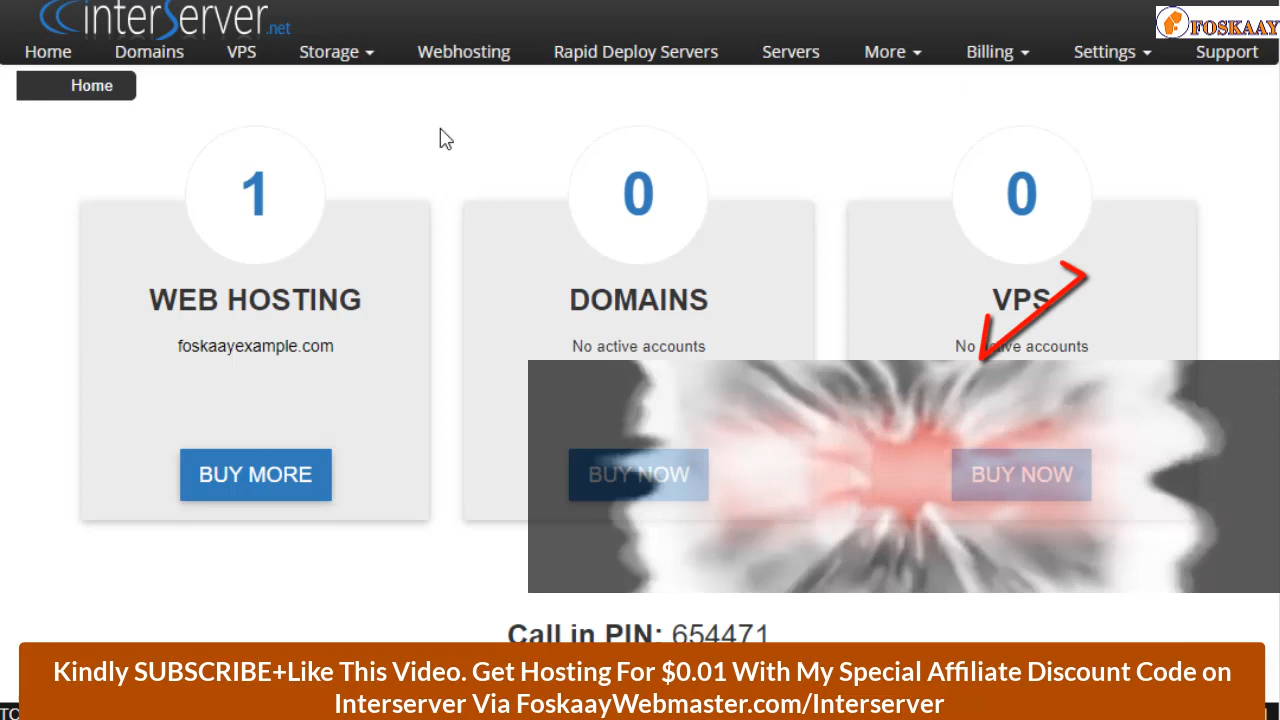 interServer.net
FOSKAAY
Home Domains VPS Storage Webhosting Rapid Deploy Servers Servers More Billing Settings Support
Home
1 0 0
WEB HOSTING DOMAINS VPS
foskaayexample.com No active accounts No active accounts
BUY MORE BUY NOW BUY NOW
Call in PIN: 654471
Kindly SUBSCRIBE+Like This Video. Get Hosting For $0.01 With My Special Affiliate Discount Code on
Interserver Via FoskaayWebmaster.com/Interserver